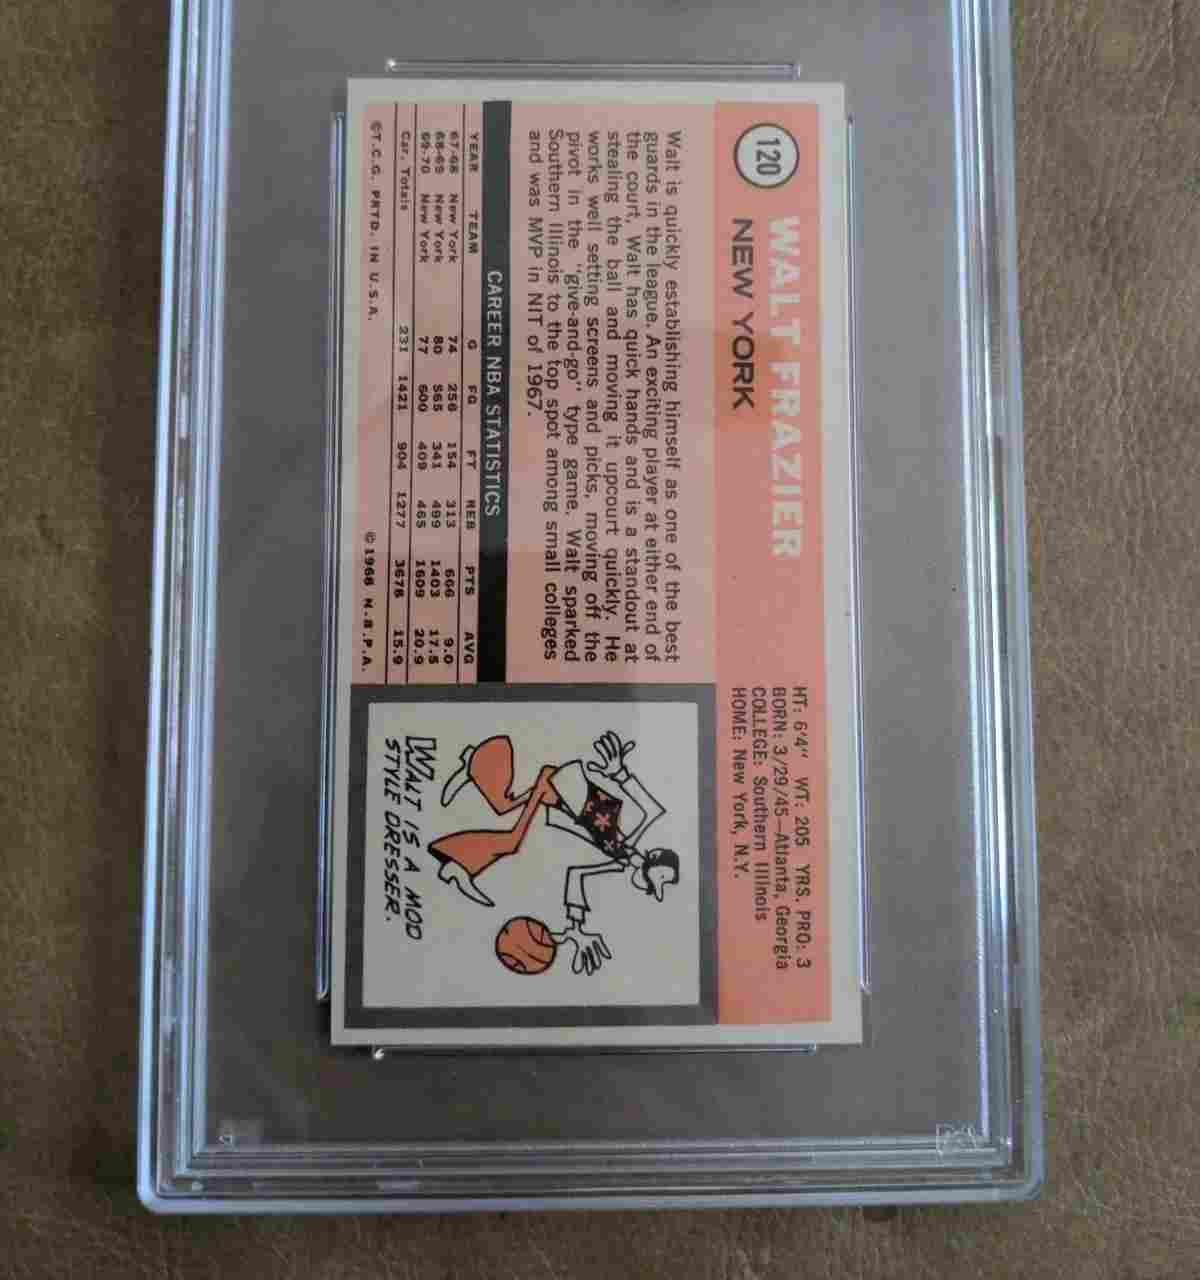 120
WALT FRAZIER
NEW YORK
HT: 6'4" WT: 205 YRS. PRO: 3
BORN: 3/29/45—Atlanta, Georgia
COLLEGE: Southern Illinois
HOME: New York, N.Y.
Walt is quickly establishing himself as one of the best
guards in the league. An exciting player at either end of
the court, Walt has quick hands and is a standout at
stealing the ball and moving it upcourt quickly. He
works well setting screens and picks, moving off the
pivot in the "give-and-go" type game. Walt sparked
Southern Illinois to the top spot among small colleges
and was MVP in NIT of 1967.
CAREER NBA STATISTICS
YEAR TEAM G FG FT REB PTS AVG
67-68 New York 74 256 154 313 666 9.0
68-69 New York 80 565 341 499 1403 17.5
69-70 New York 77 600 409 465 1609 20.9
Car. Totals 231 1421 904 1277 3678 15.9
©T.C.G. PRTD. IN U.S.A. © 1968 N.B.P.A.
WALT IS A MOD
STYLE DRESSER.